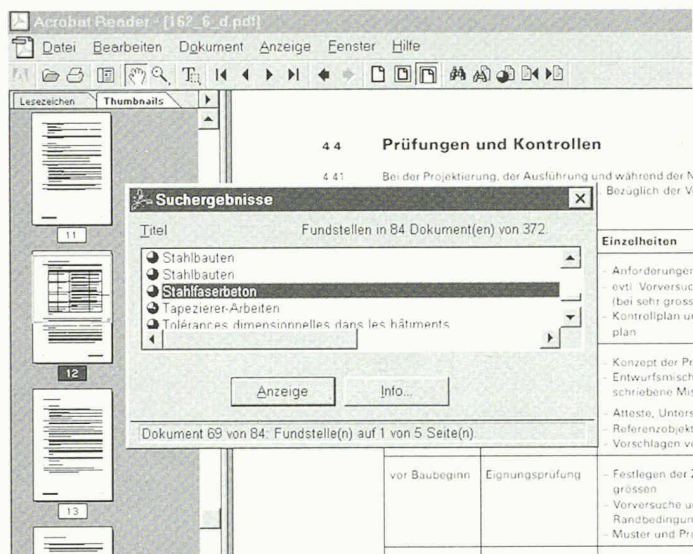 Acrobat Reader - [162_6_d.pdf]
Datei Bearbeiten Dokument Anzeige Fenster Hilfe
Lesezeichen Thumbnails
11
12
13
4 4 Prüfungen und Kontrollen
4 41 Bei der Projektierung, der Ausführung und während der N
Bezüglich der V
Suchergebnisse
Titel Fundstellen in 84 Dokument(en) von 372.
Stahlbauten
Stahlbauten
Stahlfaserbeton
Tapezierer-Arbeiten
Tolérances dimensionnelles dans les bâtiments
Anzeige Info...
Dokument 69 von 84: Fundstelle(n) auf 1 von 5 Seite(n).
Einzelheiten
- Anforderungen
- evtl. Vorversuc
(bei sehr gross
- Kontrollplan un
plan
- Konzept der Pr
- Entwurfsmisch
schriebene Mis
- Atteste, Unters
- Referenzobjekt
- Vorschlagen v
vor Baubeginn Eignungsprüfung - Festlegen der Z
grössen
- Vorversuche u
Randbedingun
- Muster und Pr